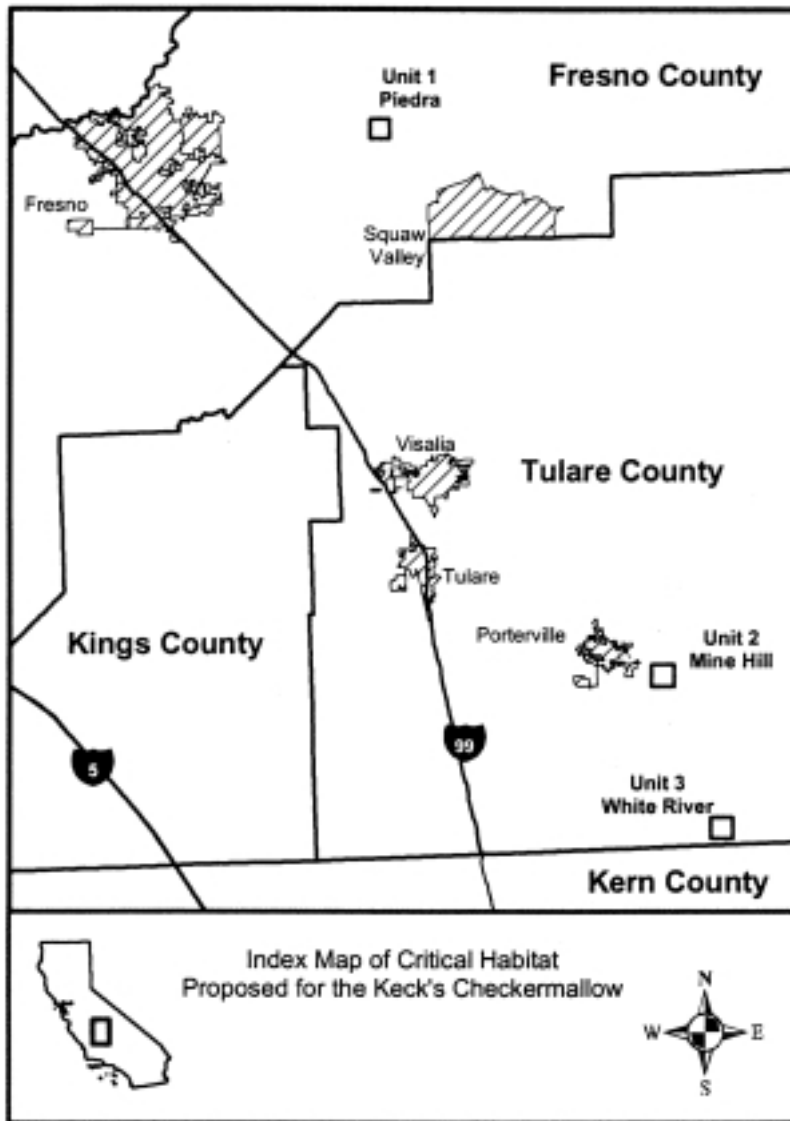 Unit 1
Piedra
Fresno County
Fresno
Squaw
Valley
Visalia
Tulare County
Tulare
Kings County
Porterville
Unit 2
Mine Hill
99
5
Unit 3
White River
Kern County
Index Map of Critical Habitat
Proposed for the Keck's Checkermallow
N
W
E
S